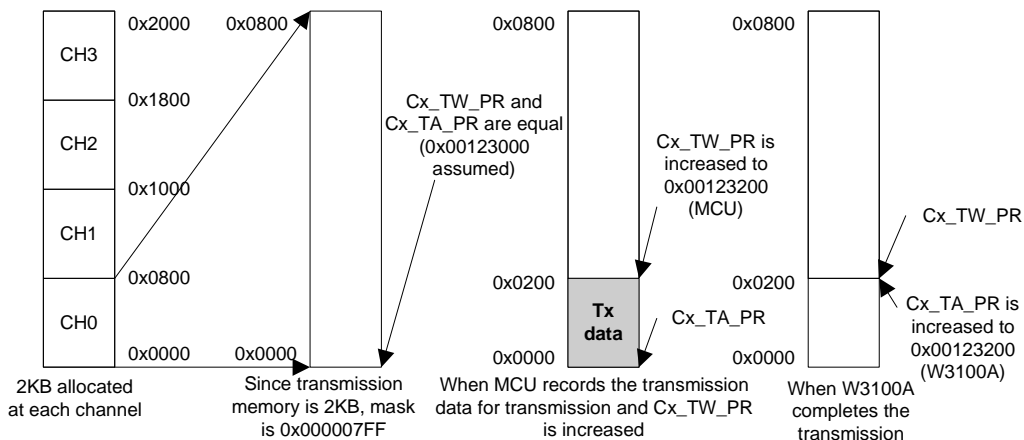 0x2000
CH3
0x1800
CH2
0x1000
CH1
0x0800
CH0
0x0000
2KB allocated
at each channel
0x0800
Cx_TW_PR and
Cx_TA_PR are equal
(0x00123000
assumed)
0x0000
Since transmission
memory is 2KB, mask
is 0x000007FF
0x0800
Cx_TW_PR is
increased to
0x00123200
(MCU)
0x0200
Tx
data
Cx_TA_PR
0x0000
When MCU records the transmission
data for transmission and Cx_TW_PR
is increased
0x0800
Cx_TW_PR
0x0200
Cx_TA_PR is
increased to
0x00123200
(W3100A)
0x0000
When W3100A
completes the
transmission